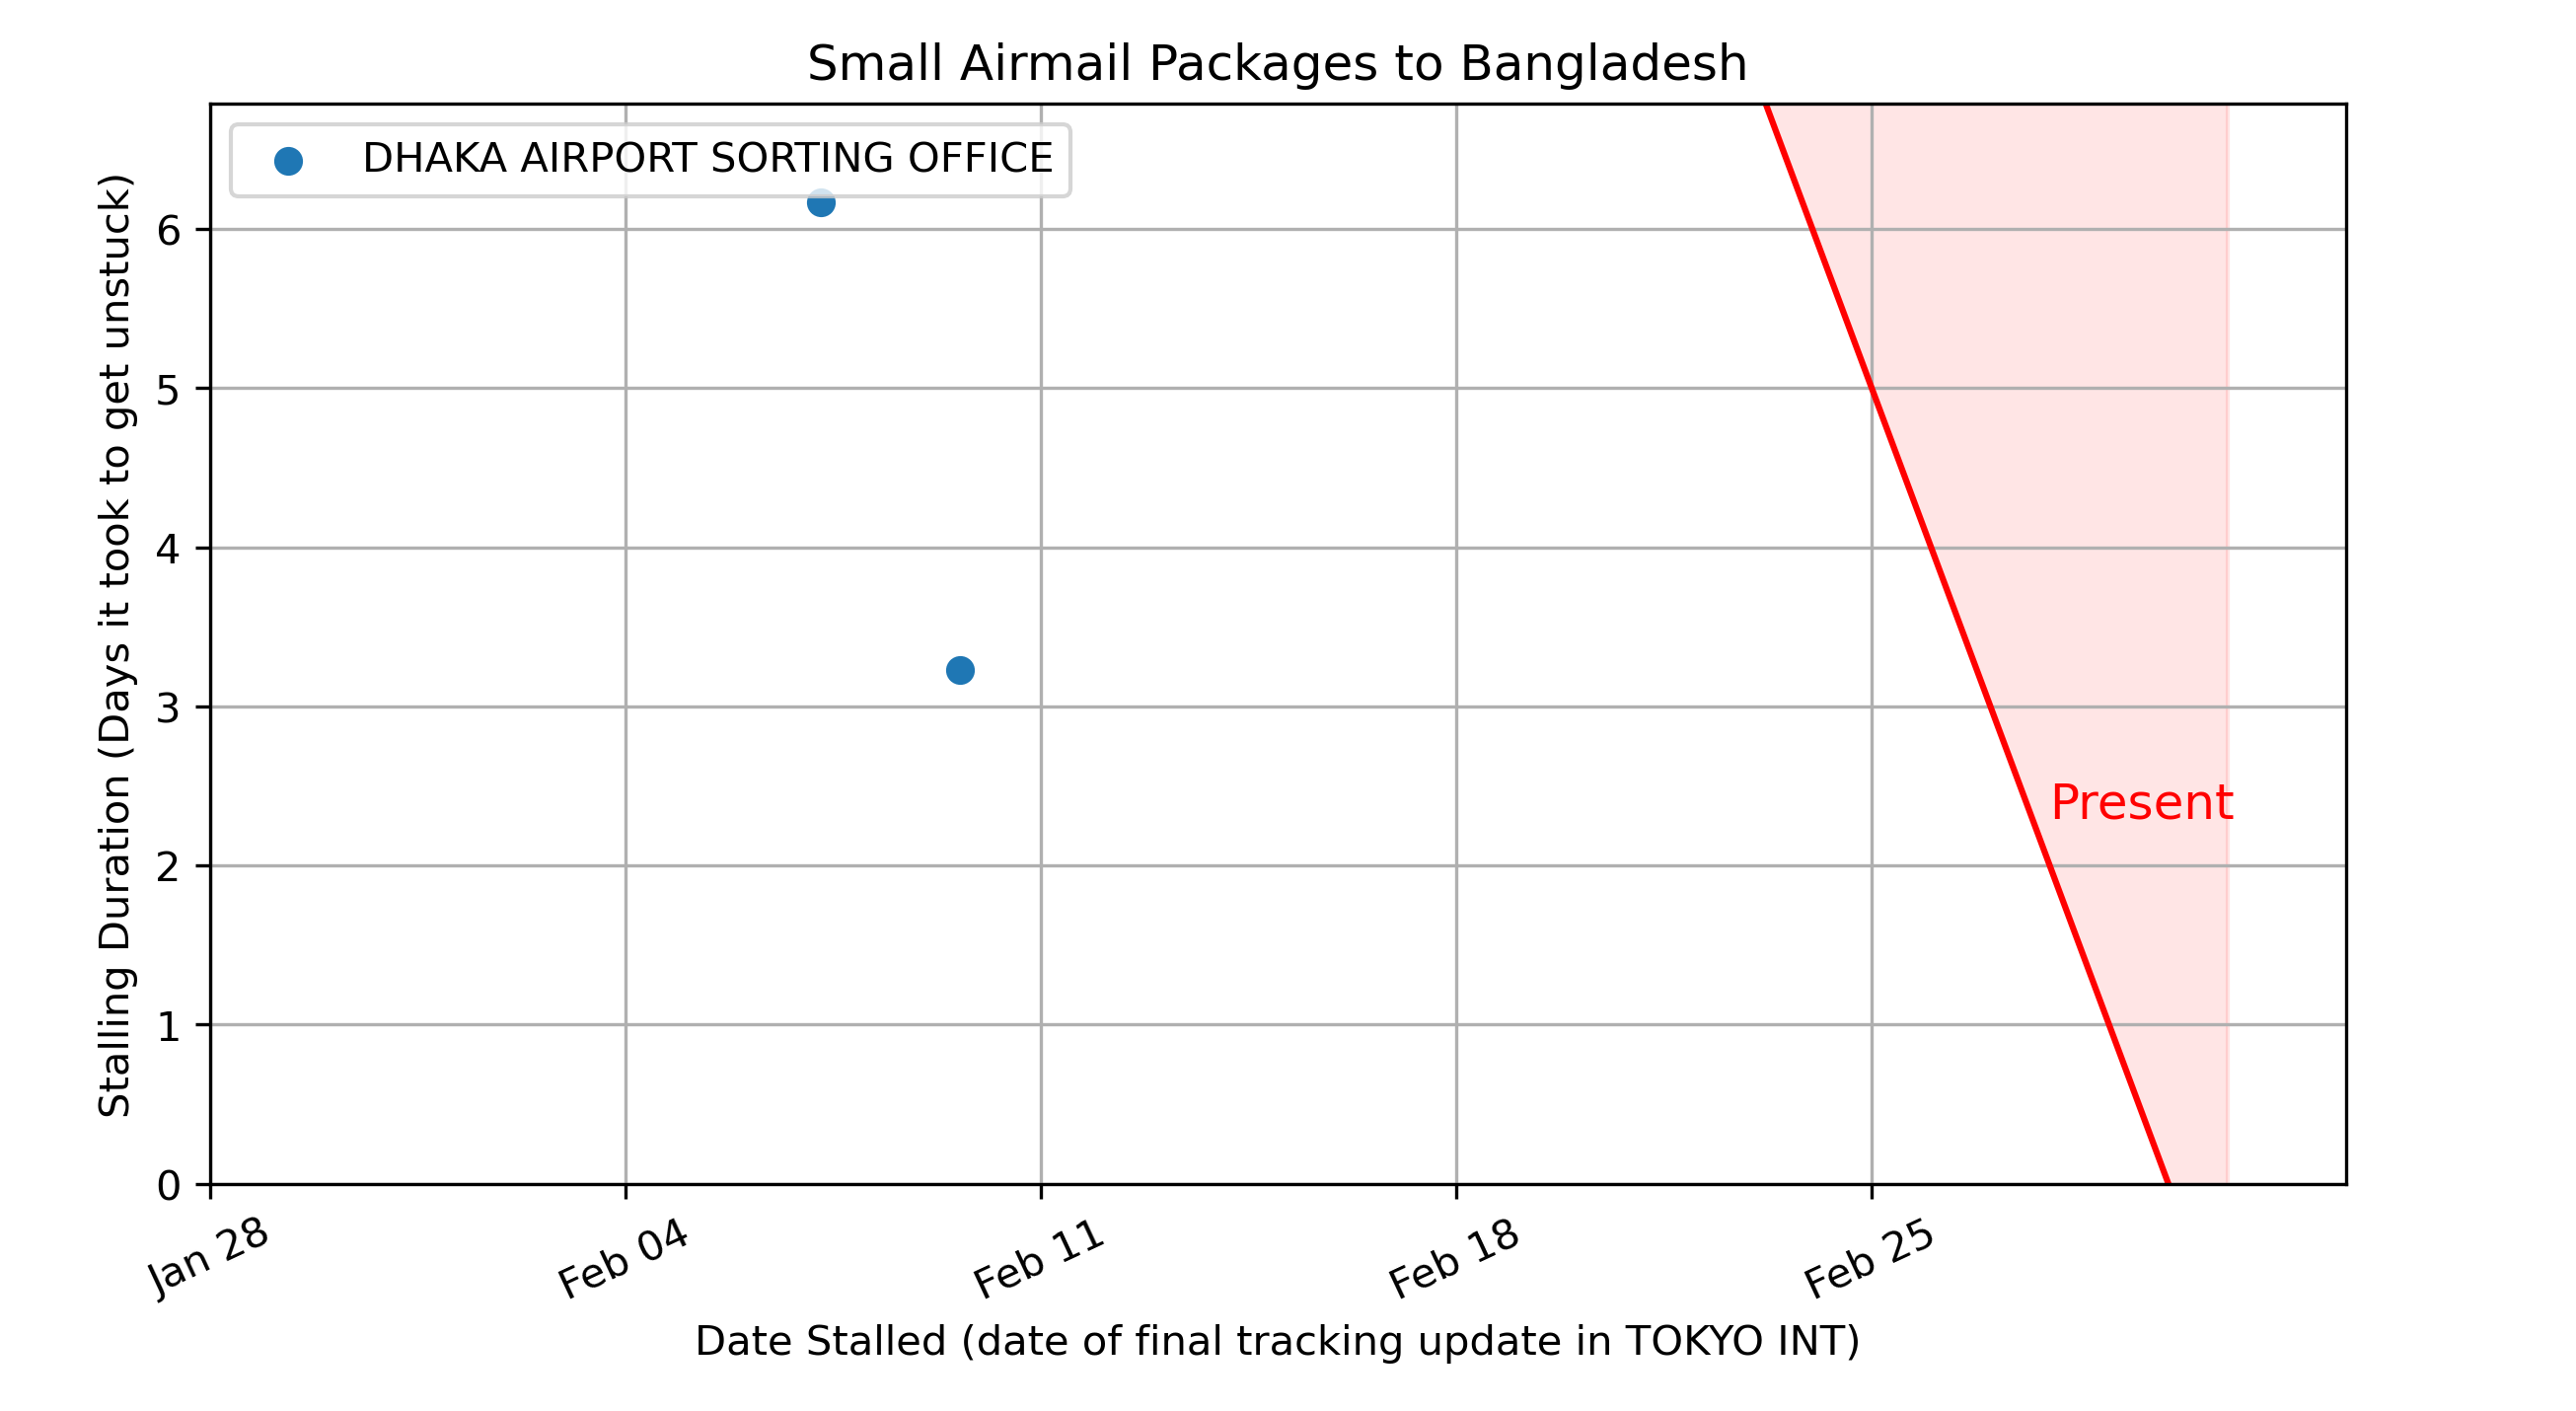 Small Airmail Packages to Bangladesh
DHAKA AIRPORT SORTING OFFICE
Stalling Duration (Days it took to get unstuck)
6
5
4
3
2
1
0
Present
Jan 28
Feb 04
Feb 11
Feb 18
Feb 25
Date Stalled (date of final tracking update in TOKYO INT)